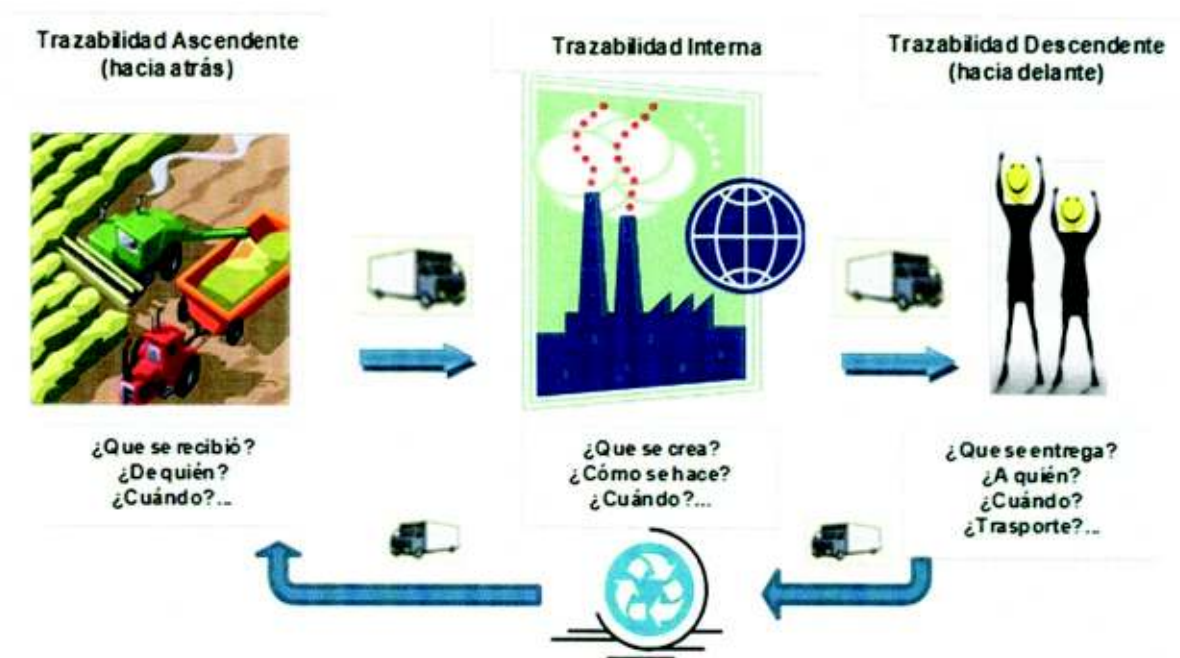 Trazabilidad Ascendente
(hacia atrás)
Trazabilidad Interna
Trazabilidad Descendente
(hacia delante)
¿Que se recibió?
¿De quién?
¿Cuándo?...
¿Que se crea?
¿Cómo se hace?
¿Cuándo?...
¿Que se entrega?
¿A quién?
¿Cuándo?
¿Trasporte?...